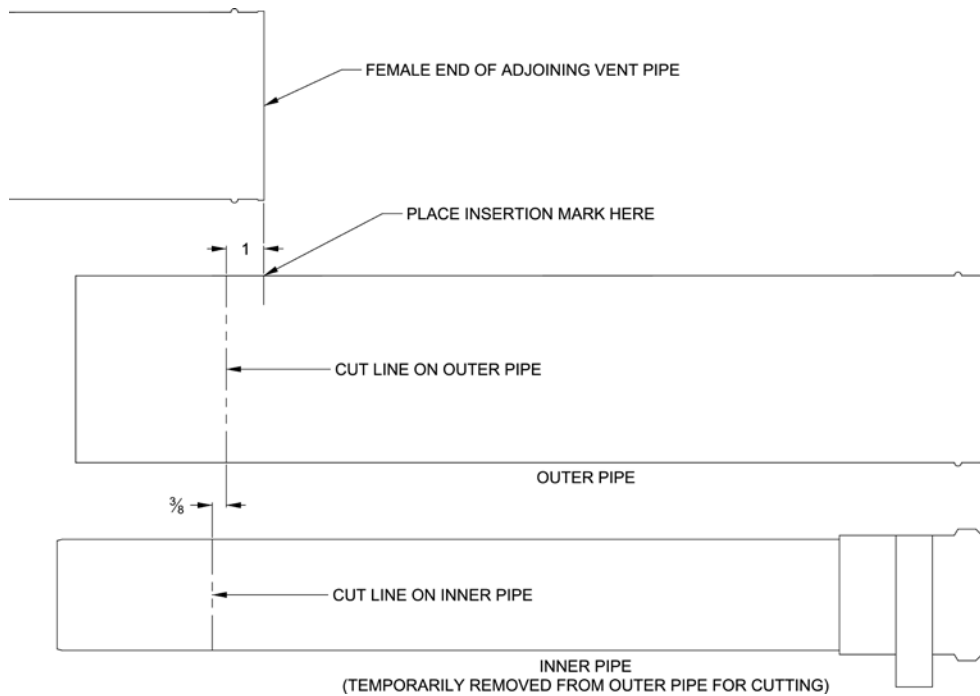 FEMALE END OF ADJOINING VENT PIPE
PLACE INSERTION MARK HERE
1
CUT LINE ON OUTER PIPE
OUTER PIPE
⅜
CUT LINE ON INNER PIPE
INNER PIPE
(TEMPORARILY REMOVED FROM OUTER PIPE FOR CUTTING)